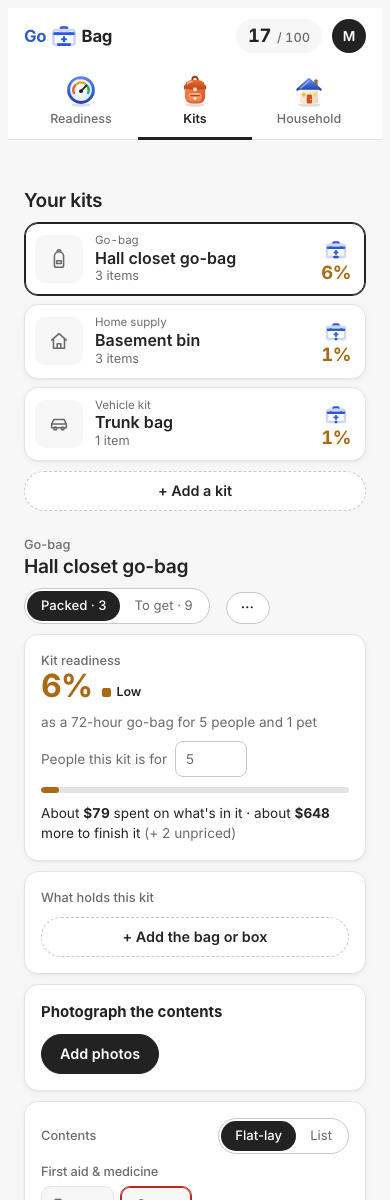 Go Bag
17 / 100
M
Readiness
Kits
Household
Your kits
Go-bag
Hall closet go-bag
3 items
6%
Home supply
Basement bin
3 items
1%
Vehicle kit
Trunk bag
1 item
1%
+ Add a kit
Go-bag
Hall closet go-bag
Packed · 3
To get · 9
···
Kit readiness
6% Low
as a 72-hour go-bag for 5 people and 1 pet
People this kit is for 5
About $79 spent on what's in it · about $648
more to finish it (+ 2 unpriced)
What holds this kit
+ Add the bag or box
Photograph the contents
Add photos
Contents
Flat-lay
List
First aid & medicine